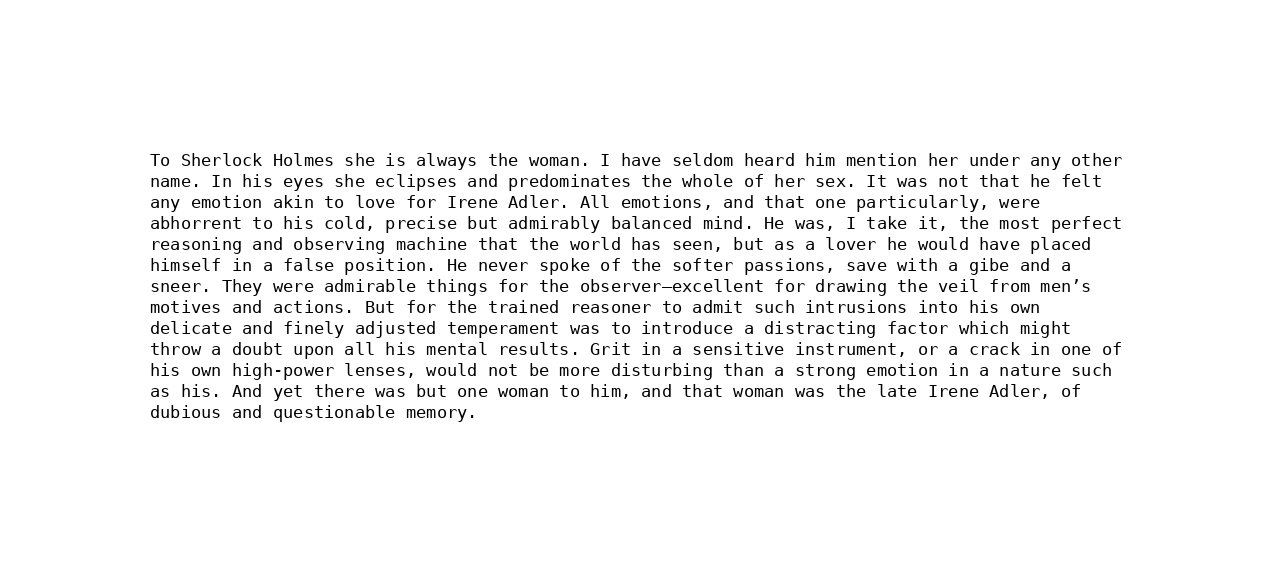 To Sherlock Holmes she is always the woman. I have seldom heard him mention her under any other
name. In his eyes she eclipses and predominates the whole of her sex. It was not that he felt
any emotion akin to love for Irene Adler. All emotions, and that one particularly, were
abhorrent to his cold, precise but admirably balanced mind. He was, I take it, the most perfect
reasoning and observing machine that the world has seen, but as a lover he would have placed
himself in a false position. He never spoke of the softer passions, save with a gibe and a
sneer. They were admirable things for the observer—excellent for drawing the veil from men’s
motives and actions. But for the trained reasoner to admit such intrusions into his own
delicate and finely adjusted temperament was to introduce a distracting factor which might
throw a doubt upon all his mental results. Grit in a sensitive instrument, or a crack in one of
his own high-power lenses, would not be more disturbing than a strong emotion in a nature such
as his. And yet there was but one woman to him, and that woman was the late Irene Adler, of
dubious and questionable memory.